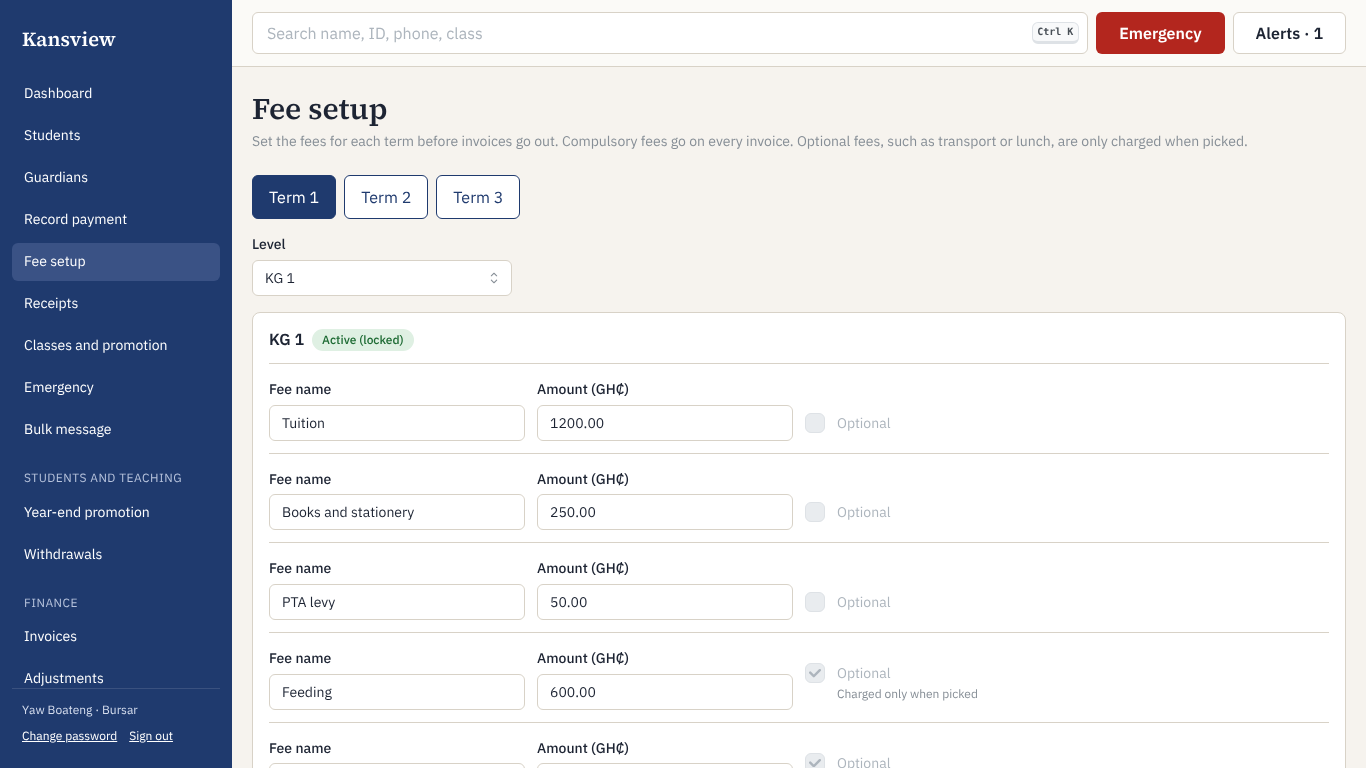 Kansview
Dashboard
Students
Guardians
Record payment
Fee setup
Receipts
Classes and promotion
Emergency
Bulk message
STUDENTS AND TEACHING
Year-end promotion
Withdrawals
FINANCE
Invoices
Adjustments
Yaw Boateng · Bursar
Change password Sign out
Search name, ID, phone, class Ctrl K
Emergency
Alerts · 1
Fee setup
Set the fees for each term before invoices go out. Compulsory fees go on every invoice. Optional fees, such as transport or lunch, are only charged when picked.
Term 1 Term 2 Term 3
Level
KG 1
KG 1 Active (locked)
Fee name Amount (GH₵)
Tuition 1200.00 Optional
Fee name Amount (GH₵)
Books and stationery 250.00 Optional
Fee name Amount (GH₵)
PTA levy 50.00 Optional
Fee name Amount (GH₵)
Feeding 600.00 Optional
Charged only when picked
Fee name Amount (GH₵)
Optional